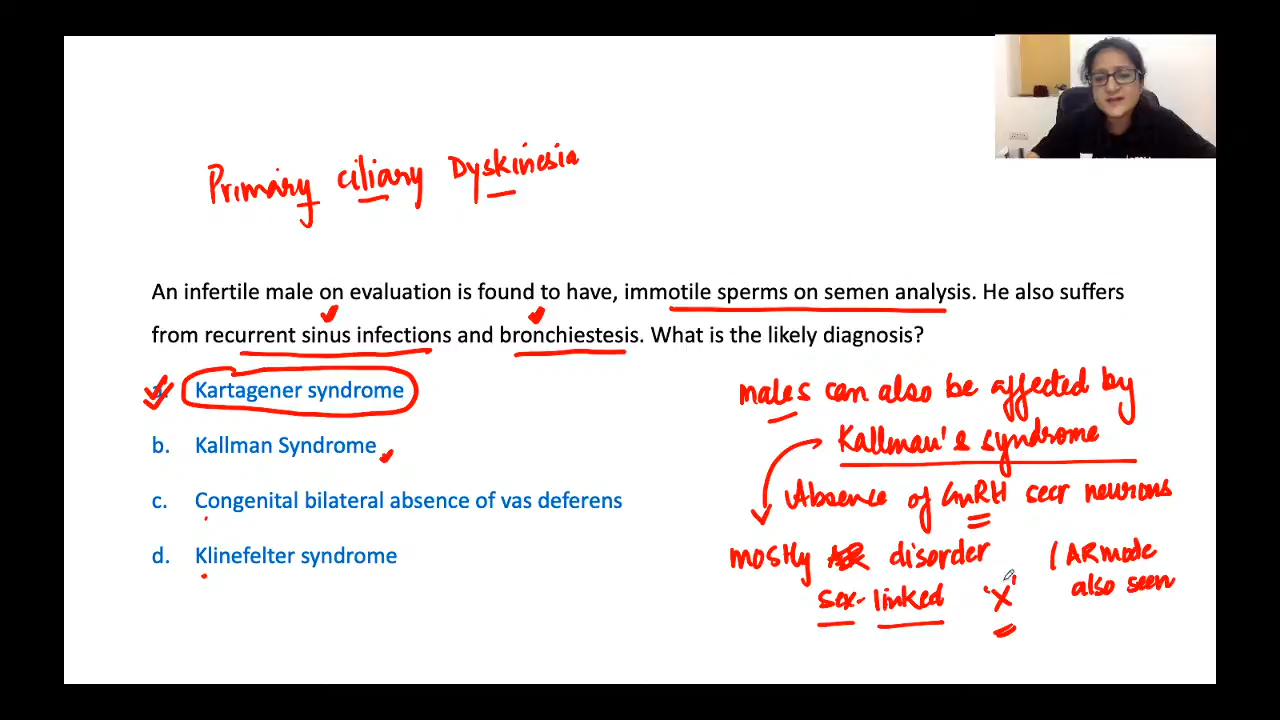 Primary ciliary Dyskinesia
An infertile male on evaluation is found to have, immotile sperms on semen analysis. He also suffers
from recurrent sinus infections and bronchiestesis. What is the likely diagnosis?
a. Kartagener syndrome
b. Kallman Syndrome
c. Congenital bilateral absence of vas deferens
d. Klinefelter syndrome
males can also be affected by
Kallman's syndrome
Absence of GnRH secr neurons
mostly disorder (AR mode
also seen
sex-linked 'X'